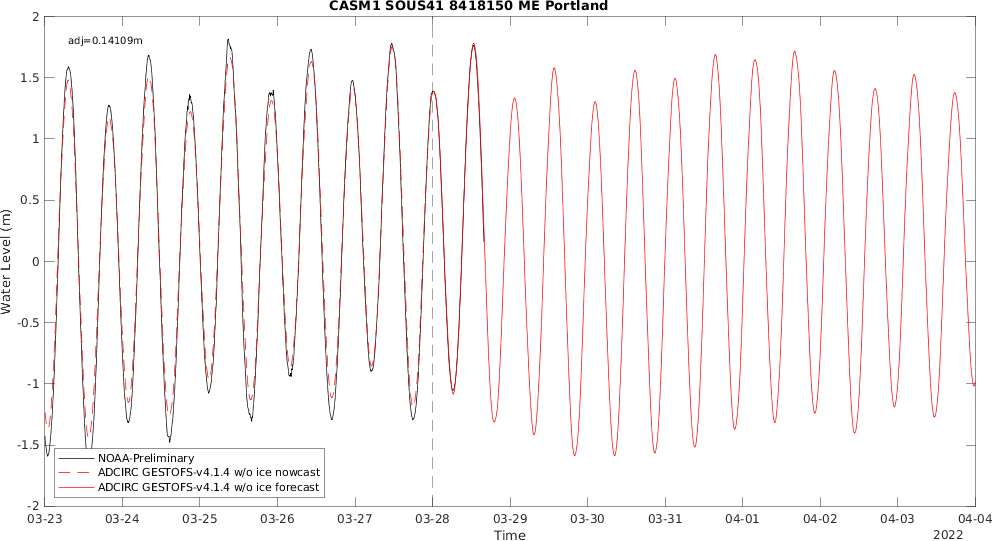 CASM1 SOUS41 8418150 ME Portland
adj=0.14109m
2
1.5
1
0.5
0
-0.5
-1
-1.5
-2
Water Level (m)
NOAA-Preliminary
ADCIRC GESTOFS-v4.1.4 w/o ice nowcast
ADCIRC GESTOFS-v4.1.4 w/o ice forecast
03-23 03-24 03-25 03-26 03-27 03-28 03-29 03-30 03-31 04-01 04-02 04-03 04-04
Time
2022